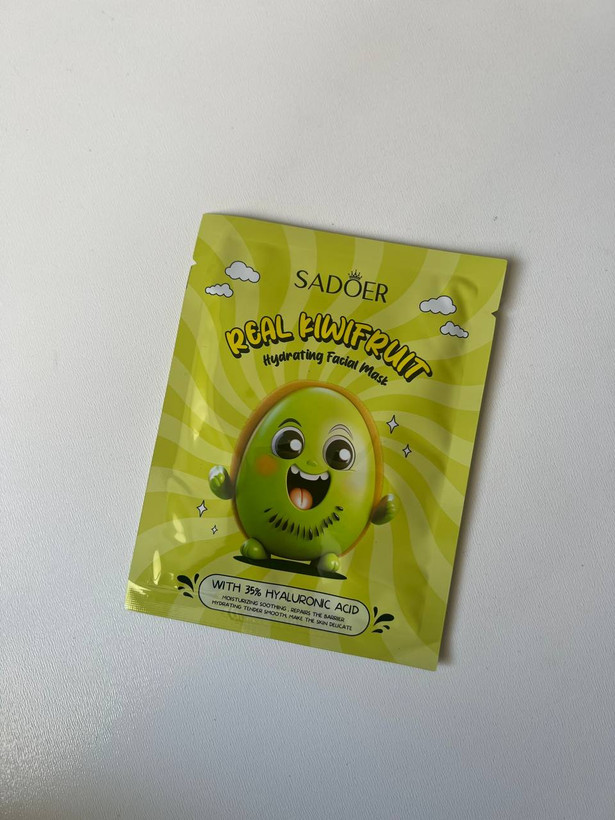 SADOER
REAL KIWIFRUIT
Hydrating Facial Mask
WITH 35% HYALURONIC ACID
MOISTURIZING SOOTHING , REPAIRS THE BARRIER
HYDRATING TENDER SMOOTH, MAKE THE SKIN DELICATE